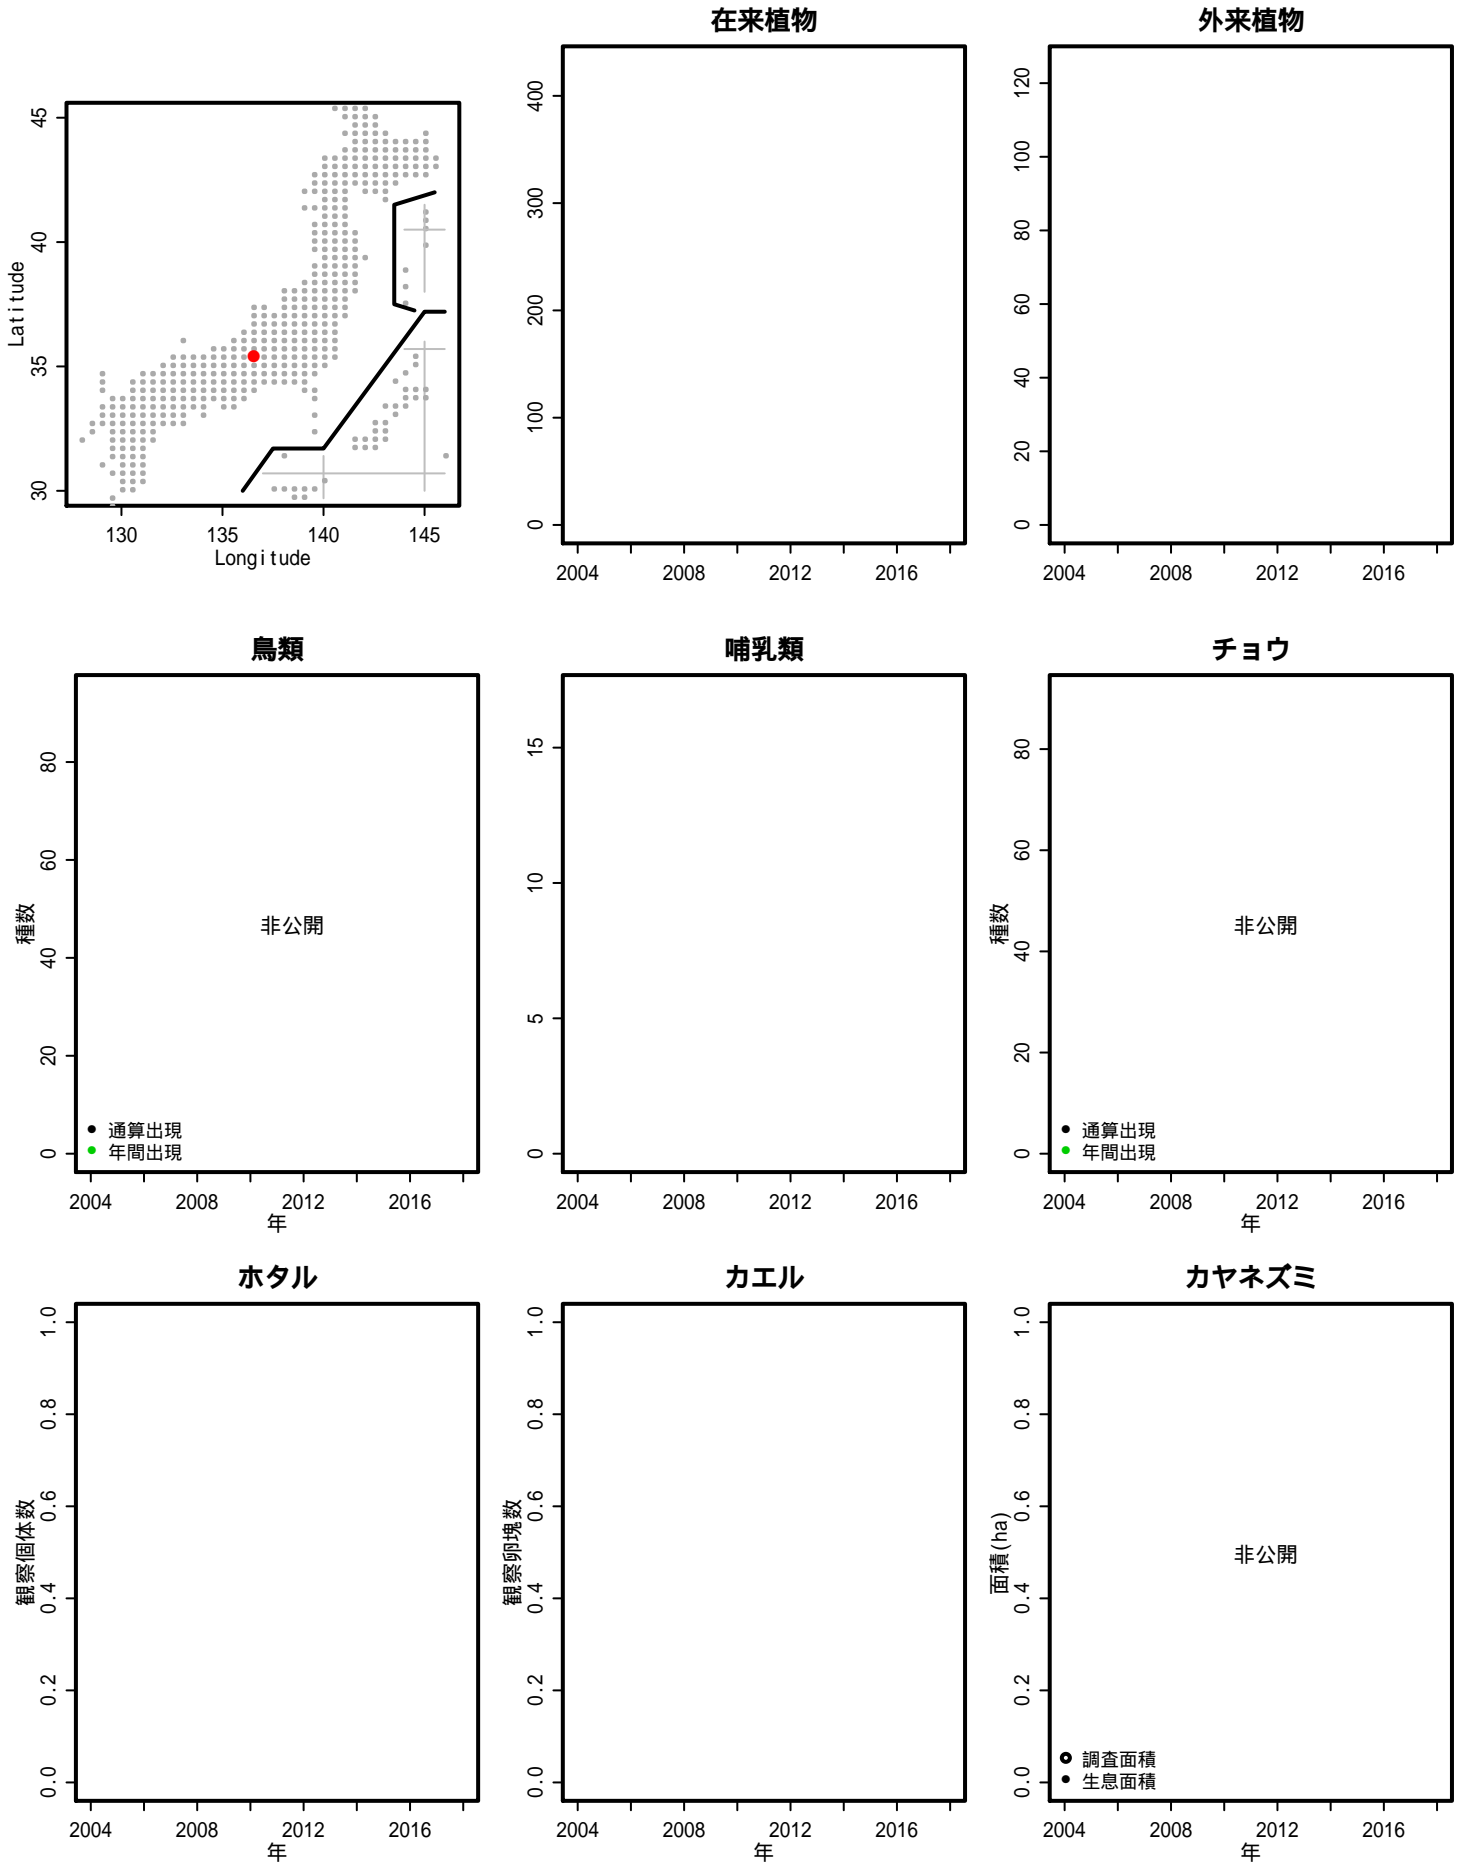 在来植物
外来植物
45
40
35
30
Latitude
130 135 140 145
Longitude
400
300
200
100
0
2004 2008 2012 2016
120
100
80
60
40
20
0
2004 2008 2012 2016
鳥類
哺乳類
チョウ
80
60
40
20
0
種数
非公開
通算出現
年間出現
2004 2008 2012 2016
年
15
10
5
0
2004 2008 2012 2016
80
60
40
20
0
種数
非公開
通算出現
年間出現
2004 2008 2012 2016
年
ホタル
カエル
カヤネズミ
1.0
0.8
0.6
0.4
0.2
0.0
観察個体数
2004 2008 2012 2016
年
1.0
0.8
0.6
0.4
0.2
0.0
観察卵塊数
2004 2008 2012 2016
年
1.0
0.8
0.6
0.4
0.2
0.0
面積(ha)
非公開
調査面積
生息面積
2004 2008 2012 2016
年